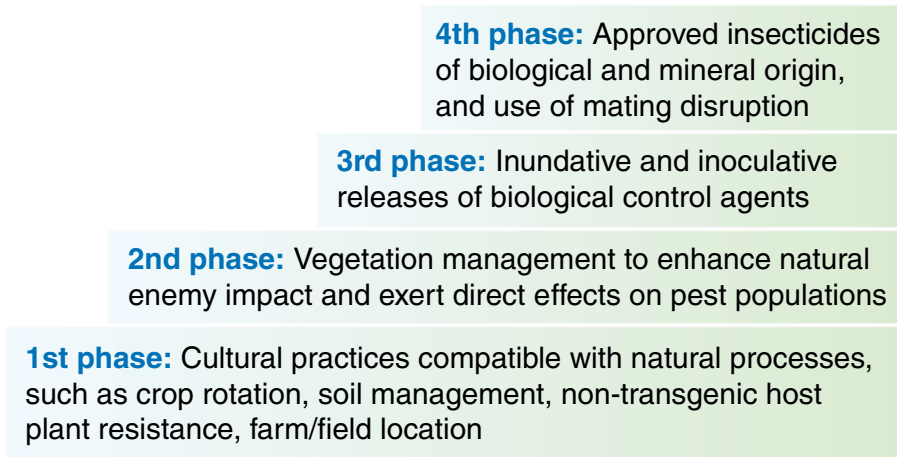 4th phase: Approved insecticides
of biological and mineral origin,
and use of mating disruption
3rd phase: Inundative and inoculative
releases of biological control agents
2nd phase: Vegetation management to enhance natural
enemy impact and exert direct effects on pest populations
1st phase: Cultural practices compatible with natural processes,
such as crop rotation, soil management, non-transgenic host
plant resistance, farm/field location